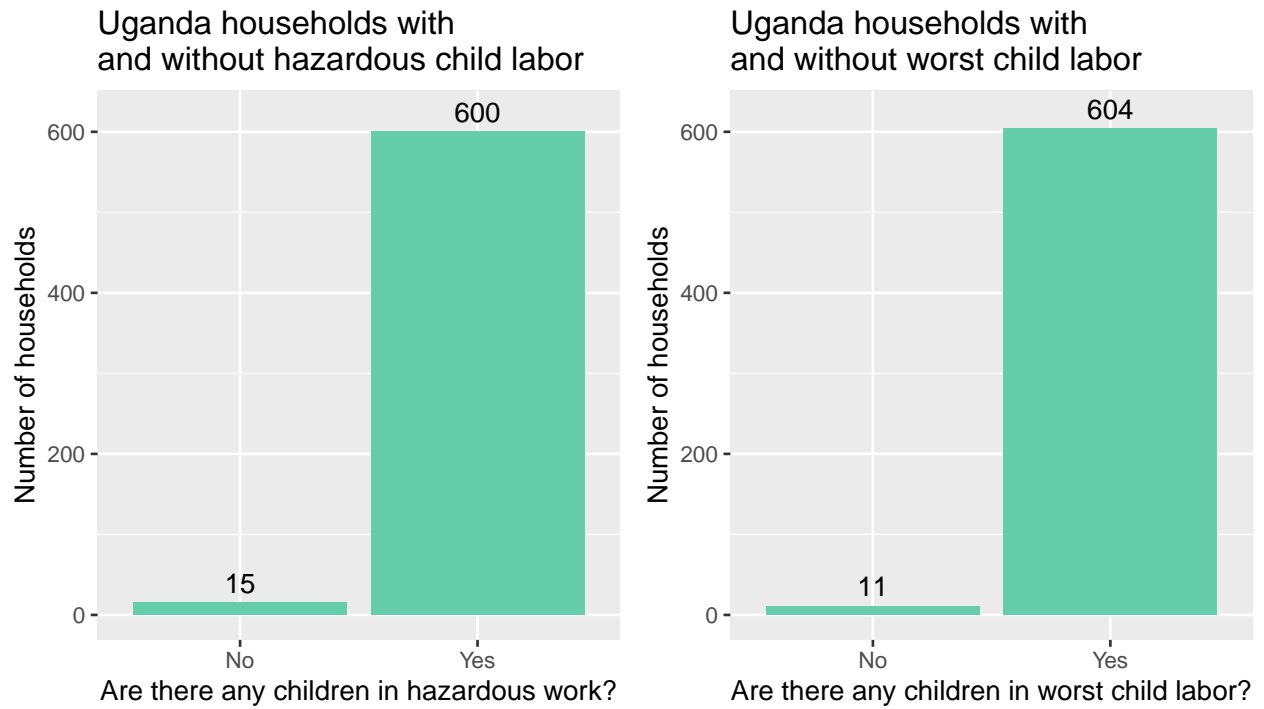 Uganda households with
and without hazardous child labor
Number of households
600
400
200
0
600
15
No
Yes
Are there any children in hazardous work?
Uganda households with
and without worst child labor
Number of households
600
400
200
0
604
11
No
Yes
Are there any children in worst child labor?